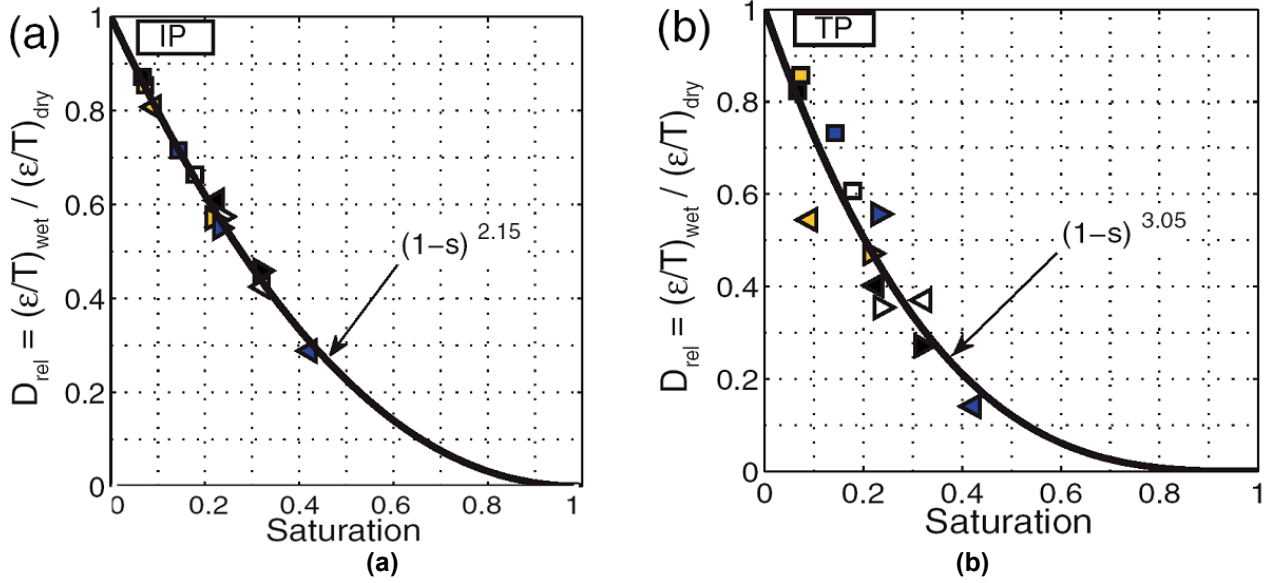 (a)
IP
1
0.8
0.6
0.4
0.2
0
D_rel = (ε/T)_wet / (ε/T)_dry
(1−s) ^2.15
0 0.2 0.4 0.6 0.8 1
Saturation
(a)
(b)
TP
1
0.8
0.6
0.4
0.2
0
D_rel = (ε/T)_wet / (ε/T)_dry
(1−s) ^3.05
0 0.2 0.4 0.6 0.8 1
Saturation
(b)